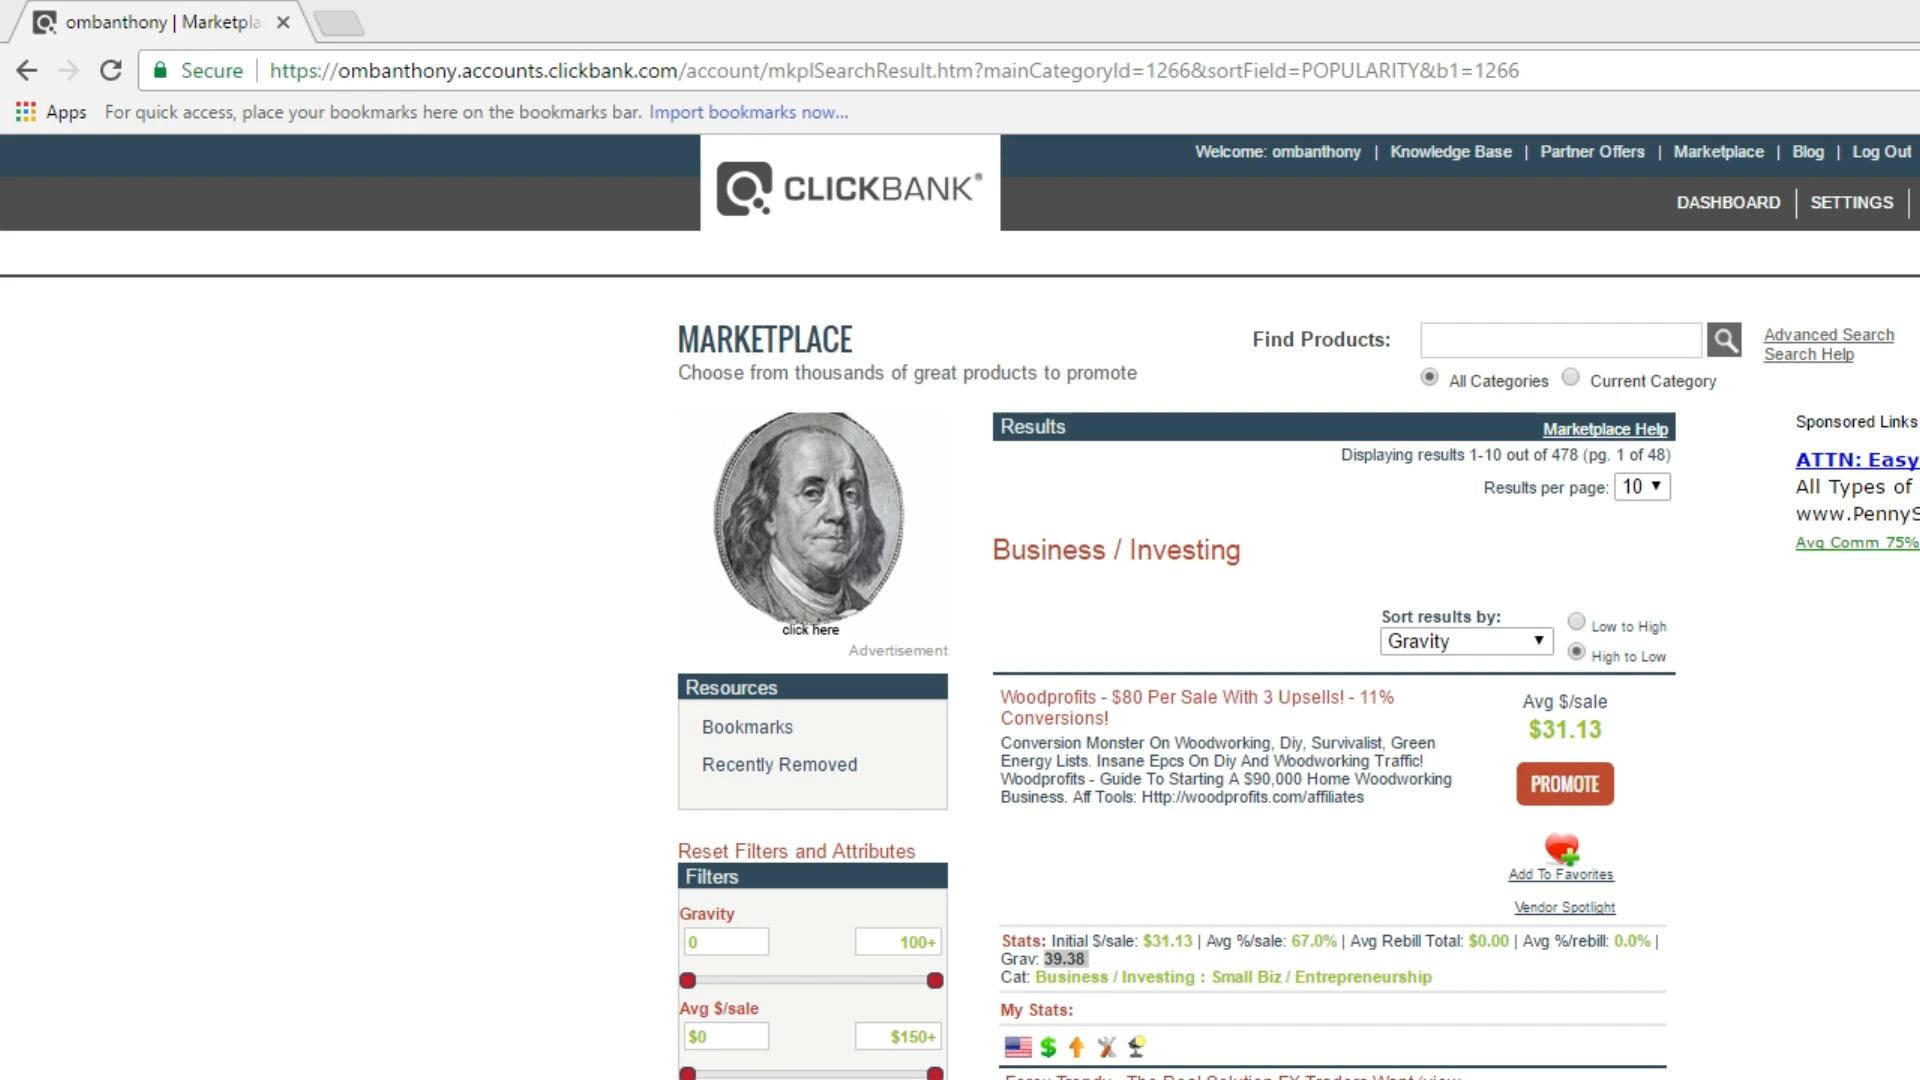 ombanthony | Marketpla
Secure
https://ombanthony.accounts.clickbank.com/account/mkplSearchResult.htm?mainCategoryId=1266&sortField=POPULARITY&b1=1266
Apps For quick access, place your bookmarks here on the bookmarks bar. Import bookmarks now...
Welcome: ombanthony | Knowledge Base | Partner Offers | Marketplace | Blog | Log Out
CLICKBANK®
DASHBOARD | SETTINGS |
MARKETPLACE
Choose from thousands of great products to promote
Find Products:
Advanced Search
Search Help
All Categories Current Category
click here
Advertisement
Resources
Bookmarks
Recently Removed
Reset Filters and Attributes
Filters
Gravity
0 100+
Avg $/sale
$0 $150+
Results Marketplace Help
Displaying results 1-10 out of 478 (pg. 1 of 48)
Results per page: 10
Business / Investing
Sort results by:
Gravity
Low to High
High to Low
Woodprofits - $80 Per Sale With 3 Upsells! - 11%
Conversions!
Conversion Monster On Woodworking, Diy, Survivalist, Green
Energy Lists. Insane Epcs On Diy And Woodworking Traffic!
Woodprofits - Guide To Starting A $90,000 Home Woodworking
Business. Aff Tools: Http://woodprofits.com/affiliates
Avg $/sale
$31.13
PROMOTE
Add To Favorites
Vendor Spotlight
Stats: Initial $/sale: $31.13 | Avg %/sale: 67.0% | Avg Rebill Total: $0.00 | Avg %/rebill: 0.0% |
Grav: 39.38
Cat: Business / Investing : Small Biz / Entrepreneurship
My Stats:
Sponsored Links
ATTN: Easy
All Types of
www.PennyS
Avg Comm 75%